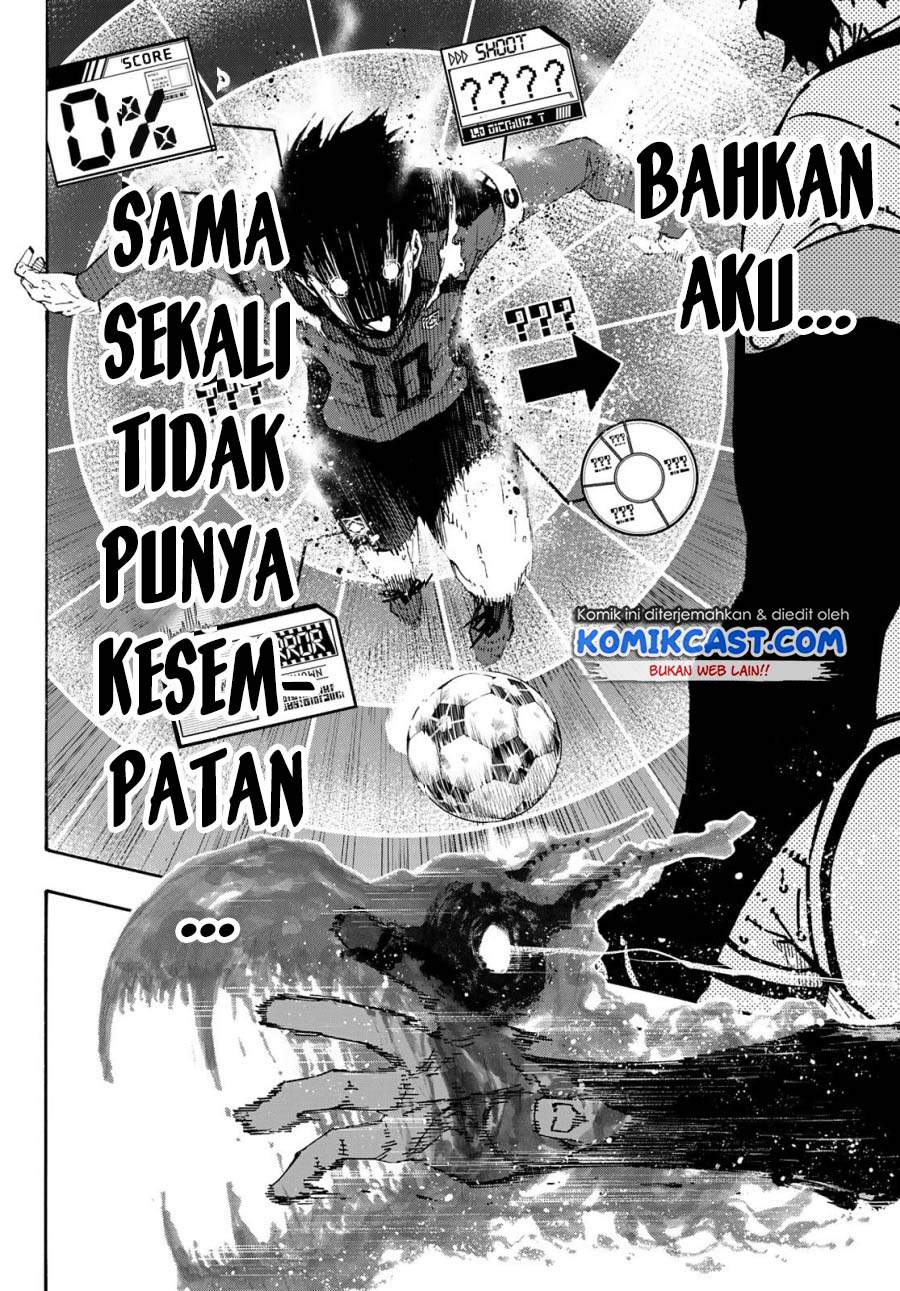 SCORE
0%
SHOOT
????
BAHKAN
AKU...
SAMA
SEKALI
TIDAK
PUNYA
KESEM-
PATAN
???
???
???
???
???
???
10
Komik ini diterjemahkan & diedit oleh
KOMIKCAST.COM
BUKAN WEB LAIN!!
...